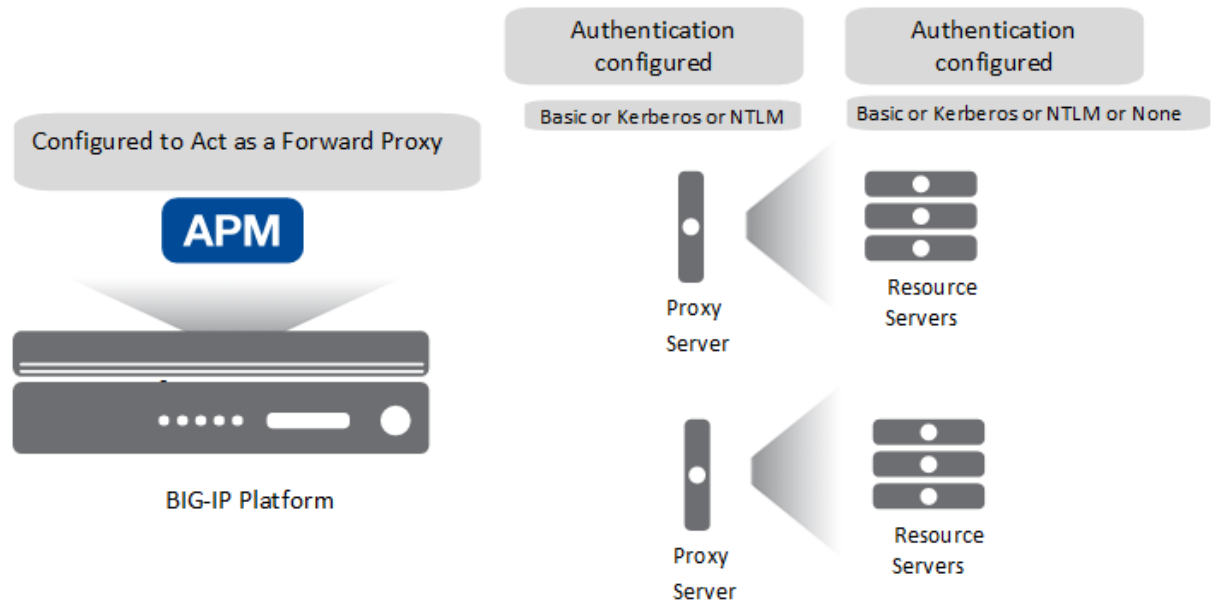 Configured to Act as a Forward Proxy
APM
BIG-IP Platform
Authentication
configured
Basic or Kerberos or NTLM
Proxy
Server
Proxy
Server
Authentication
configured
Basic or Kerberos or NTLM or None
Resource
Servers
Resource
Servers